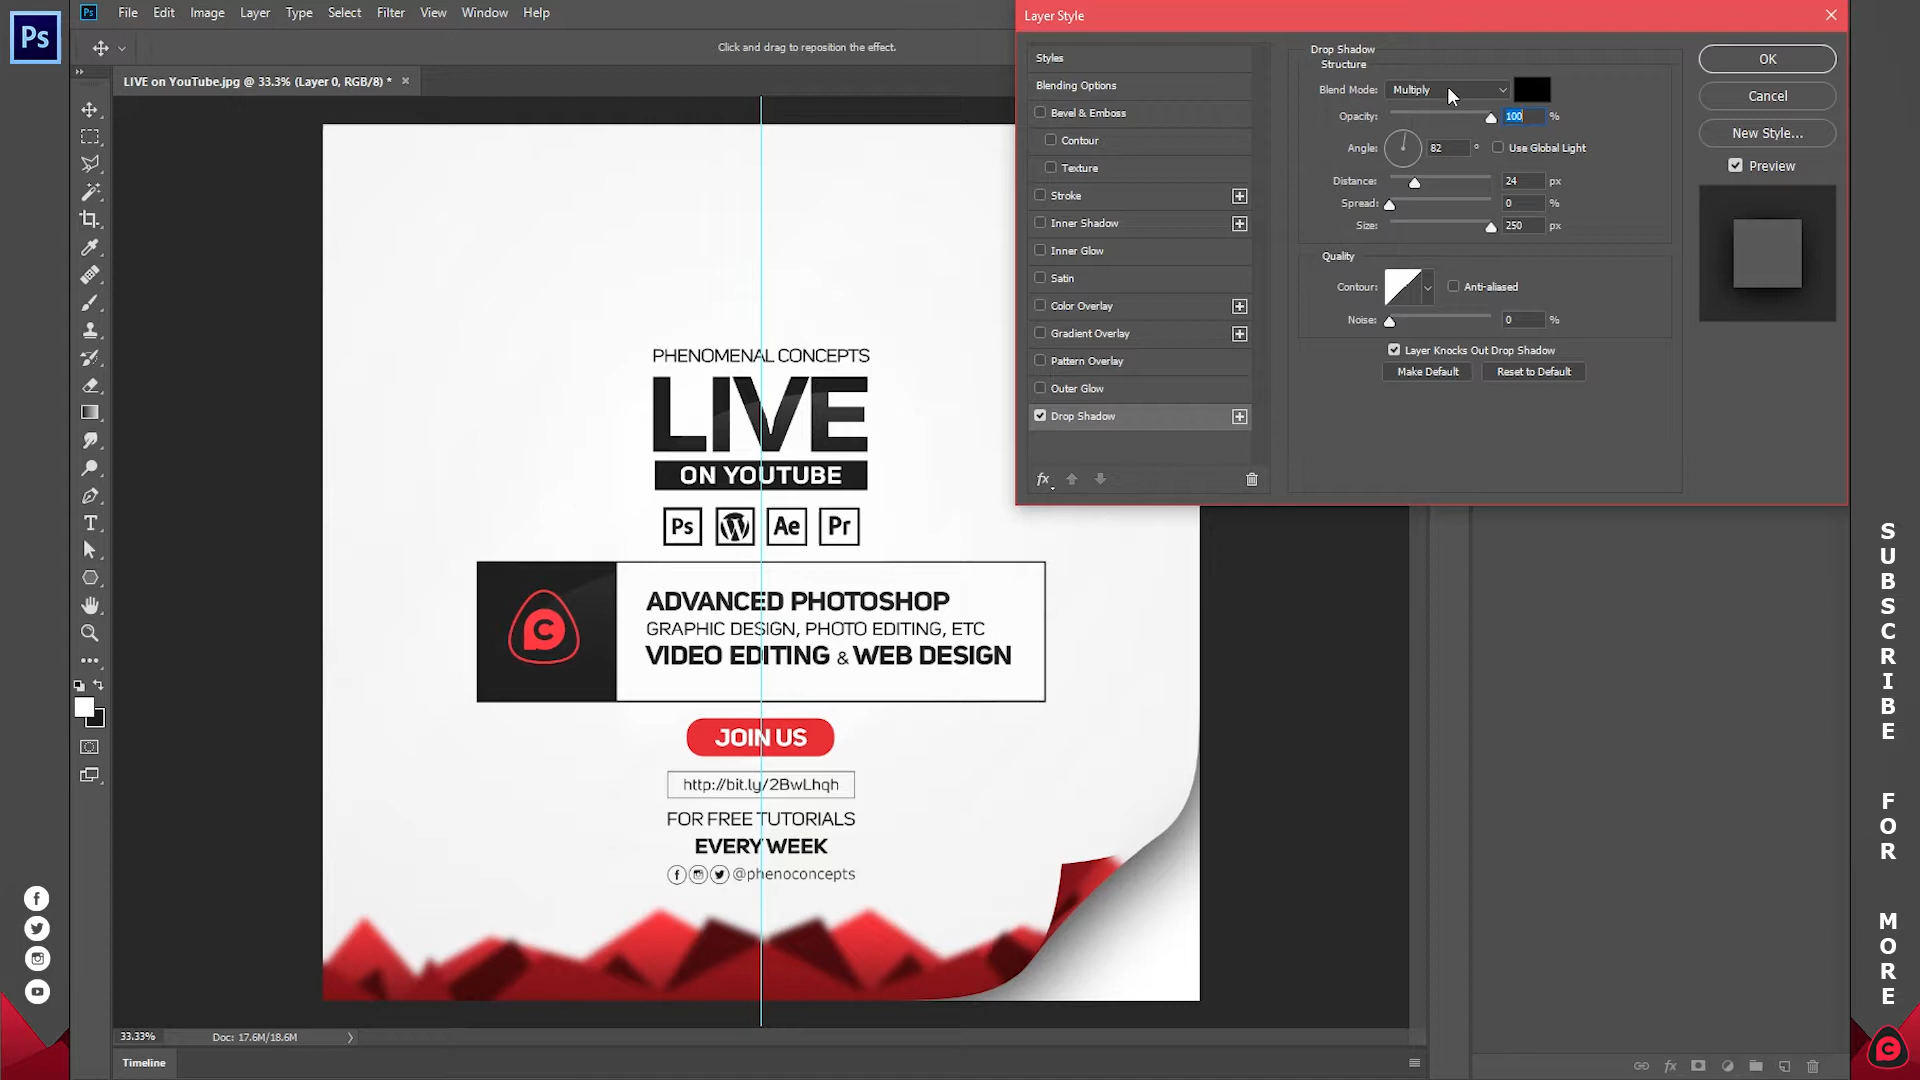 Ps
Ps File Edit Image Layer Type Select Filter View Window Help
Click and drag to reposition the effect.
LIVE on YouTube.jpg @ 33.3% (Layer 0, RGB/8) * ×
Layer Style
Styles
Blending Options
Bevel & Emboss
Contour
Texture
Stroke
Inner Shadow
Inner Glow
Satin
Color Overlay
Gradient Overlay
Pattern Overlay
Outer Glow
Drop Shadow
fx
Drop Shadow
Structure
Blend Mode: Multiply
Opacity: 100 %
Angle: 82 ° Use Global Light
Distance: 24 px
Spread: 0 %
Size: 250 px
Quality
Contour: Anti-aliased
Noise: 0 %
Layer Knocks Out Drop Shadow
Make Default Reset to Default
OK
Cancel
New Style...
Preview
PHENOMENAL CONCEPTS
LIVE
ON YOUTUBE
Ps W Ae Pr
C
ADVANCED PHOTOSHOP
GRAPHIC DESIGN, PHOTO EDITING, ETC
VIDEO EDITING & WEB DESIGN
JOIN US
http://bit.ly/2BwLhqh
FOR FREE TUTORIALS
EVERY WEEK
@phenoconcepts
33.33% Doc: 17.6M/18.6M
Timeline
fx
SUBSCRIBE
FOR
MORE
C